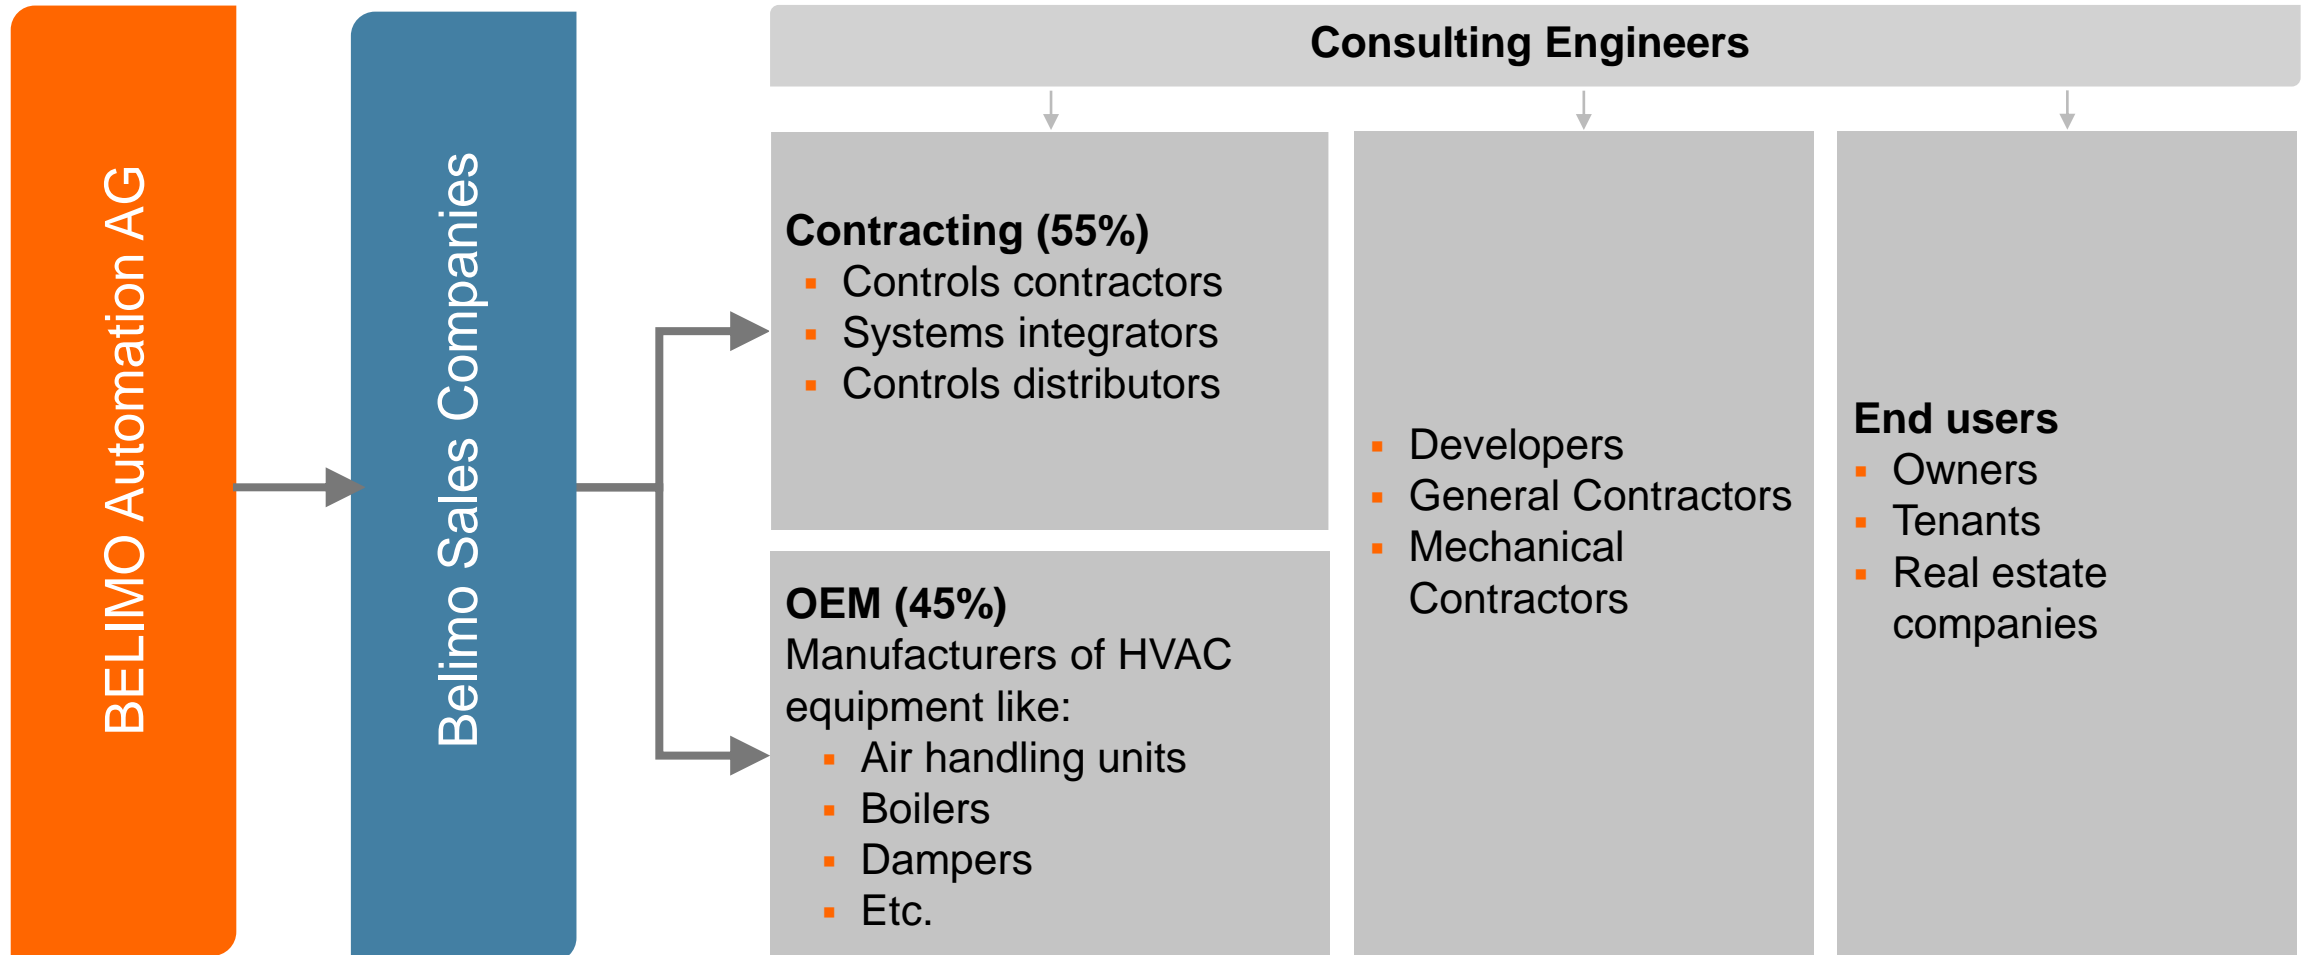 BELIMO Automation AG
Belimo Sales Companies
Consulting Engineers
Contracting (55%)
▪ Controls contractors
▪ Systems integrators
▪ Controls distributors
OEM (45%)
Manufacturers of HVAC
equipment like:
▪ Air handling units
▪ Boilers
▪ Dampers
▪ Etc.
▪ Developers
▪ General Contractors
▪ Mechanical
Contractors
End users
▪ Owners
▪ Tenants
▪ Real estate
companies